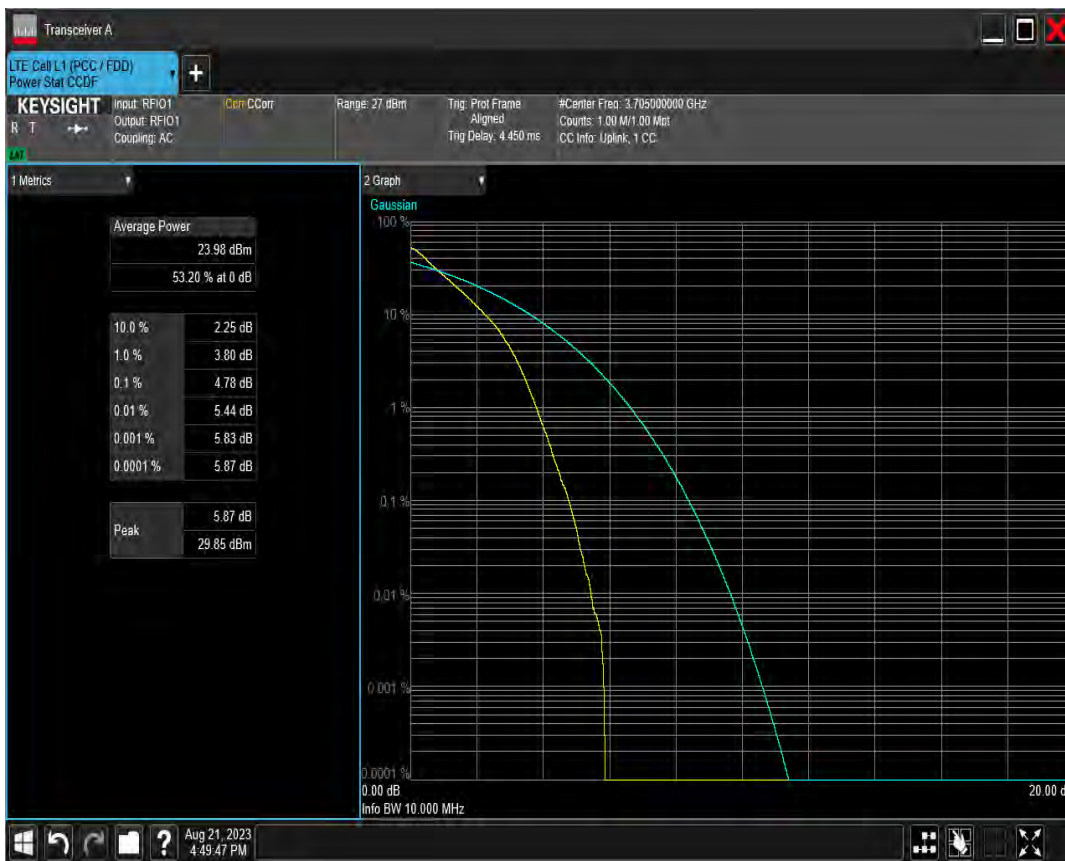 Transceiver A
LTE Cell L1 (PCC / FDD)
Power Stat CCDF
KEYSIGHT
R T
LXI
Input: RFIO1
Output: RFIO1
Coupling: AC
Corr CCorr
Range: 27 dBm
Trig: Prot Frame
Aligned
Trig Delay: 4.450 ms
#Center Freq: 3.705000000 GHz
Counts: 1.00 M/1.00 Mpt
CC Info: Uplink, 1 CC
1 Metrics
Average Power
23.98 dBm
53.20 % at 0 dB
10.0 % 2.25 dB
1.0 % 3.80 dB
0.1 % 4.78 dB
0.01 % 5.44 dB
0.001 % 5.83 dB
0.0001 % 5.87 dB
Peak 5.87 dB
29.85 dBm
2 Graph
Gaussian
100 %
10 %
1 %
0.1 %
0.01 %
0.001 %
0.0001 %
0.00 dB 20.00 d
Info BW 10.000 MHz
?
Aug 21, 2023
4:49:47 PM